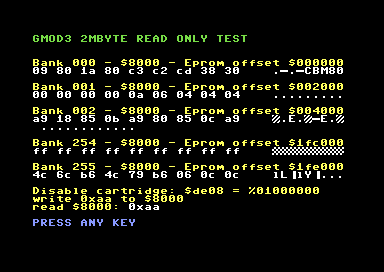 GMOD3 2MBYTE READ ONLY TEST
Bank 000 - $8000 - Eprom offset $000000
09 80 1a 80 c3 c2 cd 38 30 .-.-CBM80
Bank 001 - $8000 - Eprom offset $002000
00 00 00 00 0a 06 04 04 04 .........
Bank 002 - $8000 - Eprom offset $004000
a9 18 85 0b a9 80 85 0c a9 ▒.E.▒–E.▒
.............
Bank 254 - $8000 - Eprom offset $1fc000
ff ff ff ff ff ff ff ff ff ▒▒▒▒▒▒▒▒▒
Bank 255 - $8000 - Eprom offset $1fe000
4c 6c b6 4c 79 b6 06 0c 0c
Disable cartridge: $de08 = %01000000
write 0xaa to $8000
read $8000: 0xaa
PRESS ANY KEY